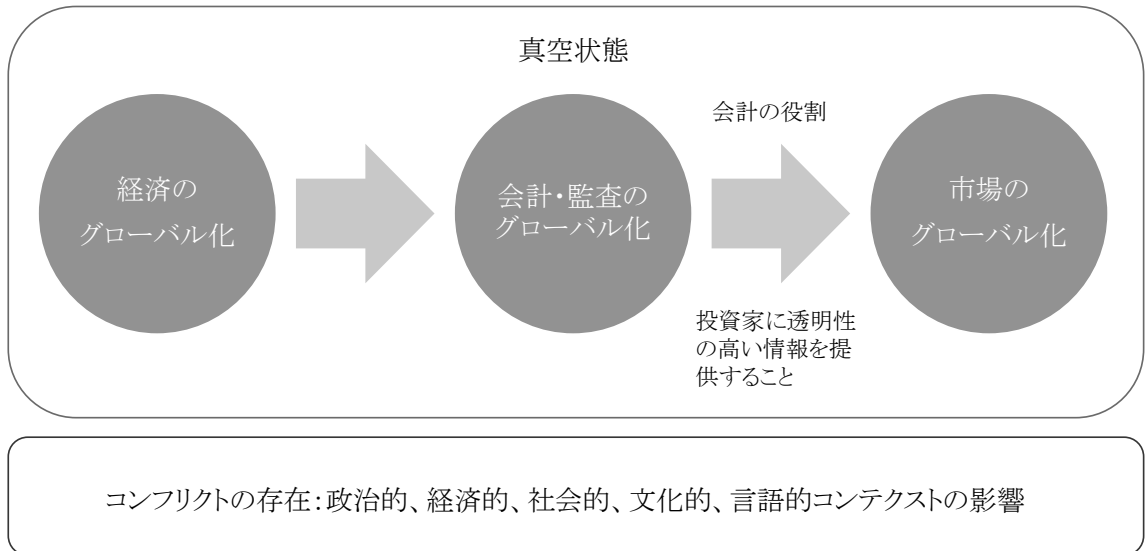 真空状態
経済の
グローバル化
会計・監査の
グローバル化
会計の役割
投資家に透明性
の高い情報を提
供すること
市場の
グローバル化
コンフリクトの存在：政治的、経済的、社会的、文化的、言語的コンテクストの影響